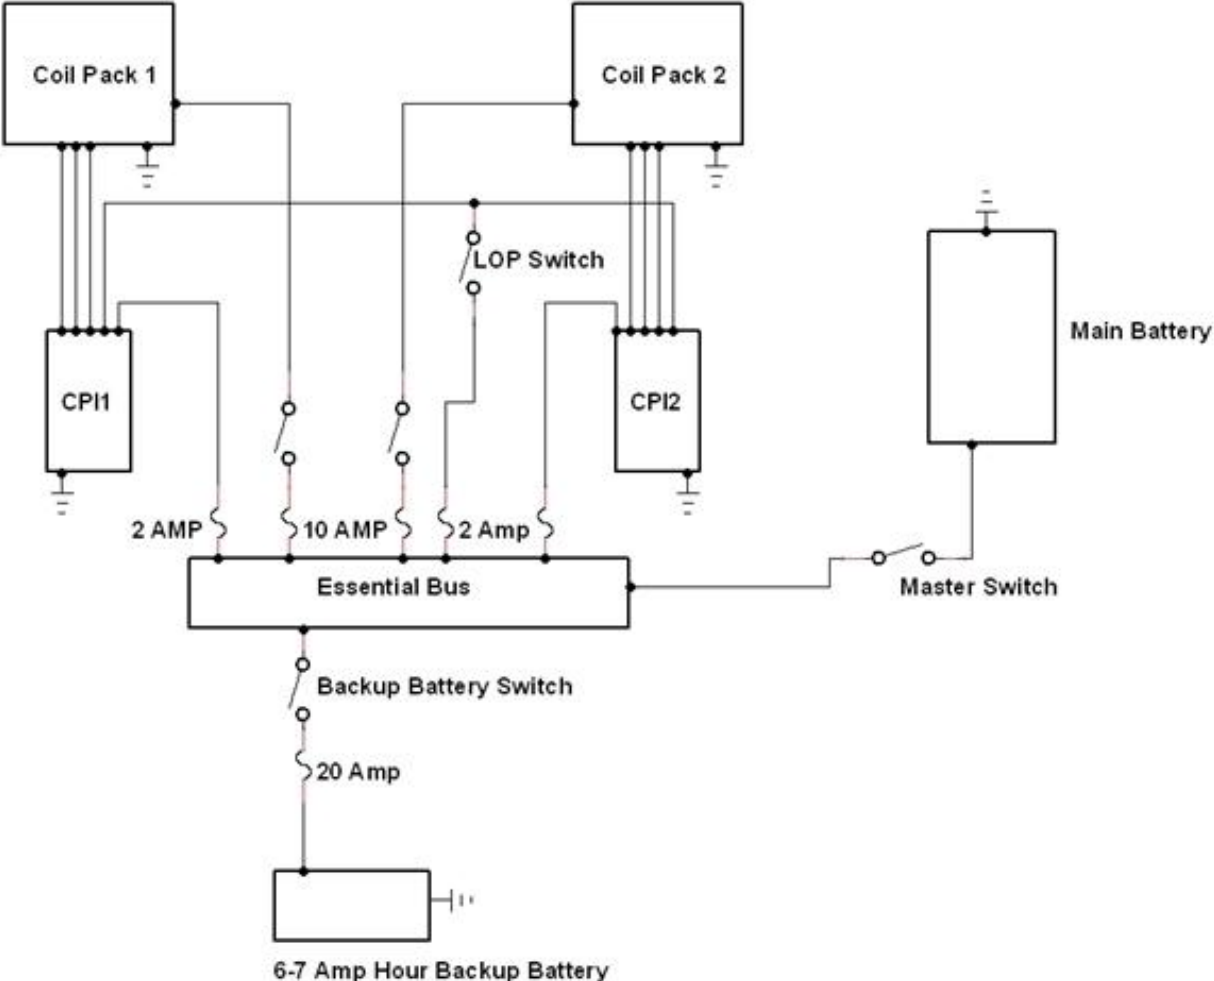 Coil Pack 1
Coil Pack 2
LOP Switch
Main Battery
CPI1
CPI2
2 AMP
10 AMP
2 Amp
Essential Bus
Master Switch
Backup Battery Switch
20 Amp
6-7 Amp Hour Backup Battery